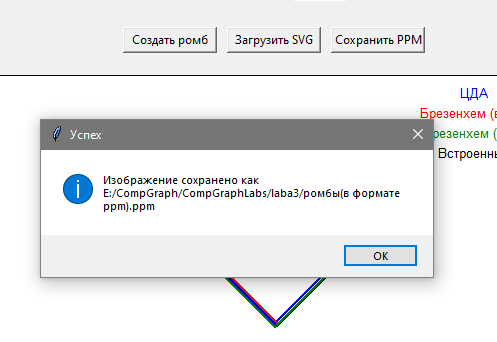 Создать ромб Загрузить SVG Сохранить PPM
ЦДА
Брезенхем (в
Успех
резенхем (
Встроенны
Изображение сохранено как
E:/CompGraph/CompGraphLabs/laba3/ромбы(в формате
ppm).ppm
OK